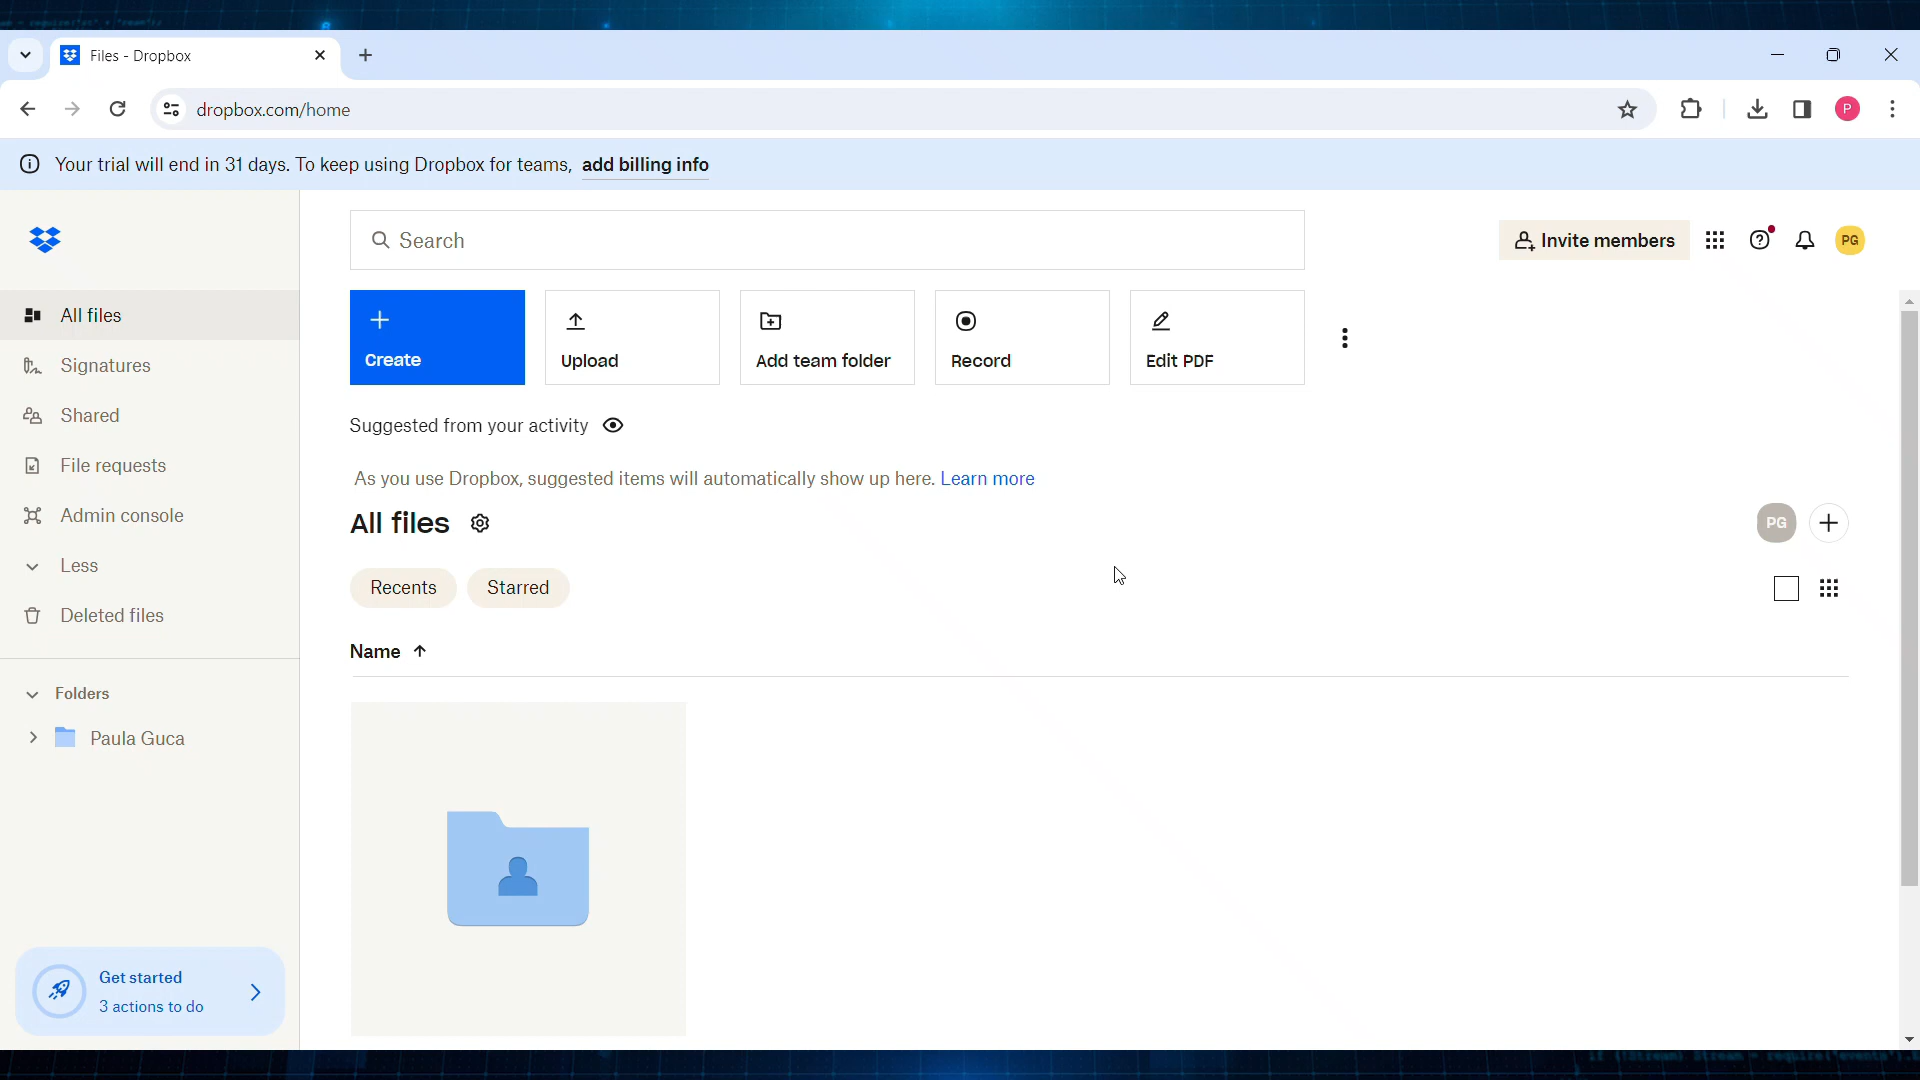 Files - Dropbox
dropbox.com/home
P
Your trial will end in 31 days. To keep using Dropbox for teams, add billing info
Search
Invite members
PG
All files
Signatures
Shared
File requests
Admin console
Less
Deleted files
Folders
Paula Guca
Get started
3 actions to do
Create
Upload
Add team folder
Record
Edit PDF
Suggested from your activity
As you use Dropbox, suggested items will automatically show up here. Learn more
All files
PG
Recents
Starred
Name